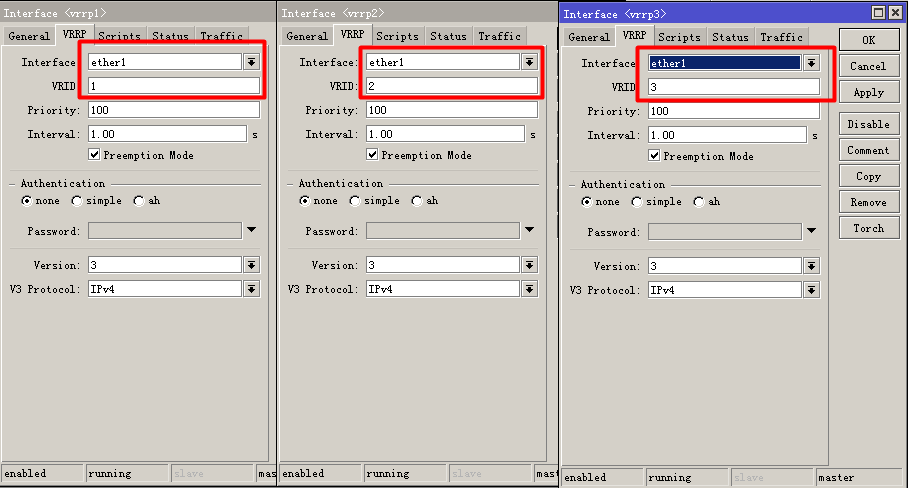 Interface <vrrp1>
General VRRP Scripts Status Traffic
Interface: ether1
VRID: 1
Priority: 100
Interval: 1.00 s
Preemption Mode
Authentication
none simple ah
Password:
Version: 3
V3 Protocol: IPv4
enabled running slave mas
Interface <vrrp2>
General VRRP Scripts Status Traffic
Interface: ether1
VRID: 2
Priority: 100
Interval: 1.00 s
Preemption Mode
Authentication
none simple ah
Password:
Version: 3
V3 Protocol: IPv4
enabled running slave mast
Interface <vrrp3>
General VRRP Scripts Status Traffic
Interface: ether1
VRID 3
Priority: 100
Interval: 1.00 s
Preemption Mode
Authentication
none simple ah
Password:
Version: 3
V3 Protocol: IPv4
enabled running slave master
OK
Cancel
Apply
Disable
Comment
Copy
Remove
Torch